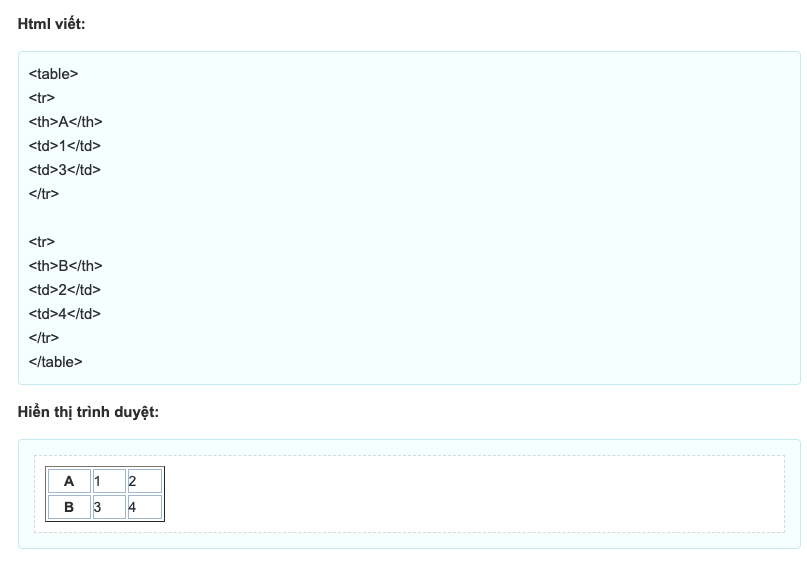 Html viết:
<table>
<tr>
<th>A</th>
<td>1</td>
<td>3</td>
</tr>
<tr>
<th>B</th>
<td>2</td>
<td>4</td>
</tr>
</table>
Hiển thị trình duyệt:
A 1 2
B 3 4